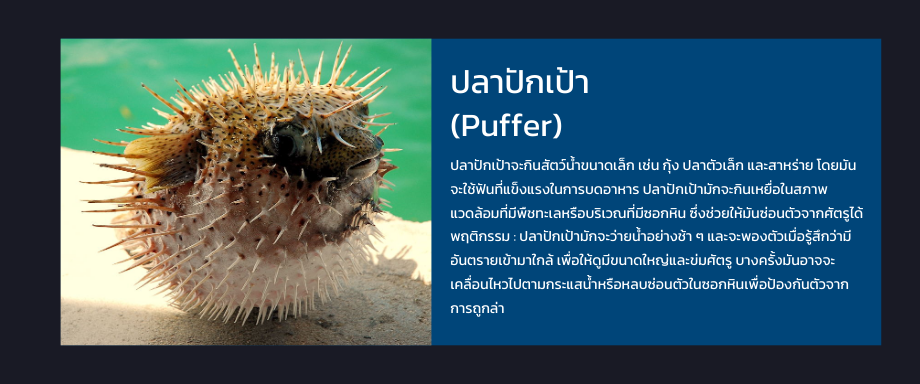 ปลาปักเป้า
(Puffer)
ปลาปักเป้าจะกินสัตว์น้ำขนาดเล็ก เช่น กุ้ง ปลาตัวเล็ก และสาหร่าย โดยมัน
จะใช้ฟันที่แข็งแรงในการบดอาหาร ปลาปักเป้ามักจะกินเหยื่อในสภาพ
แวดล้อมที่มีพืชทะเลหรือบริเวณที่มีซอกหิน ซึ่งช่วยให้มันซ่อนตัวจากศัตรูได้
พฤติกรรม : ปลาปักเป้ามักจะว่ายน้ำอย่างช้า ๆ และจะพองตัวเมื่อรู้สึกว่ามี
อันตรายเข้ามาใกล้ เพื่อให้ดูมีขนาดใหญ่และข่มศัตรู บางครั้งมันอาจจะ
เคลื่อนไหวไปตามกระแสน้ำหรือหลบซ่อนตัวในซอกหินเพื่อป้องกันตัวจาก
การถูกล่า